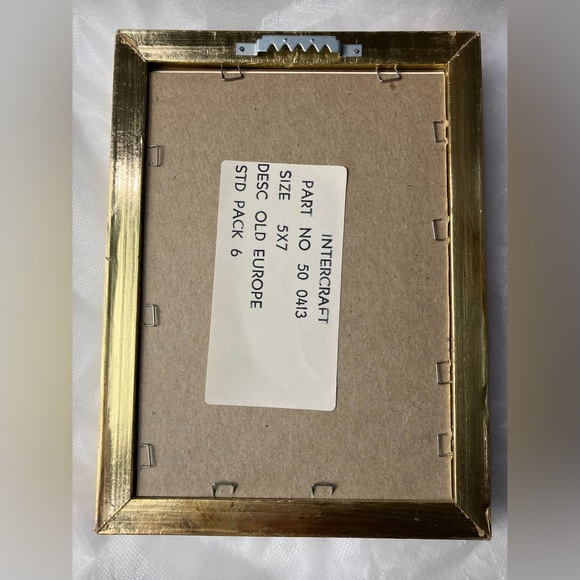 INTERCRAFT
PART NO 50 0413
SIZE 5X7
DESC OLD EUROPE
STD PACK 6